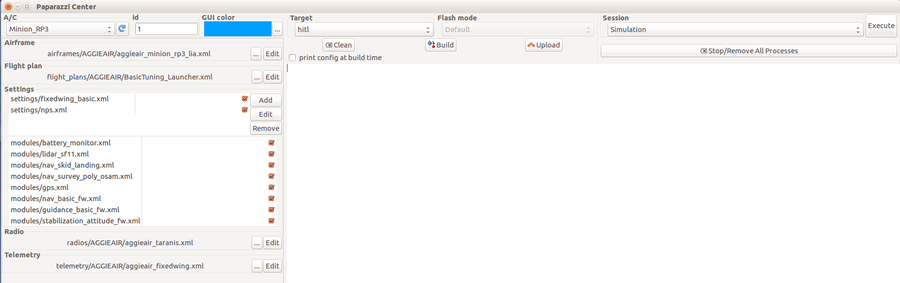 Paparazzi Center
A/C id GUI color Target Flash mode Session
Minion_RP3 1 ... hitl Default Simulation Execute
Clean Build Upload Stop/Remove All Processes
Airframe
airframes/AGGIEAIR/aggieair_minion_rp3_lia.xml ... Edit
print config at build time
Flight plan
flight_plans/AGGIEAIR/BasicTuning_Launcher.xml ... Edit
Settings
settings/fixedwing_basic.xml Add
settings/nps.xml Edit
Remove
modules/battery_monitor.xml
modules/lidar_sf11.xml
modules/nav_skid_landing.xml
modules/nav_survey_poly_osam.xml
modules/gps.xml
modules/nav_basic_fw.xml
modules/guidance_basic_fw.xml
modules/stabilization_attitude_fw.xml
Radio
radios/AGGIEAIR/aggieair_taranis.xml ... Edit
Telemetry
telemetry/AGGIEAIR/aggieair_fixedwing.xml ... Edit